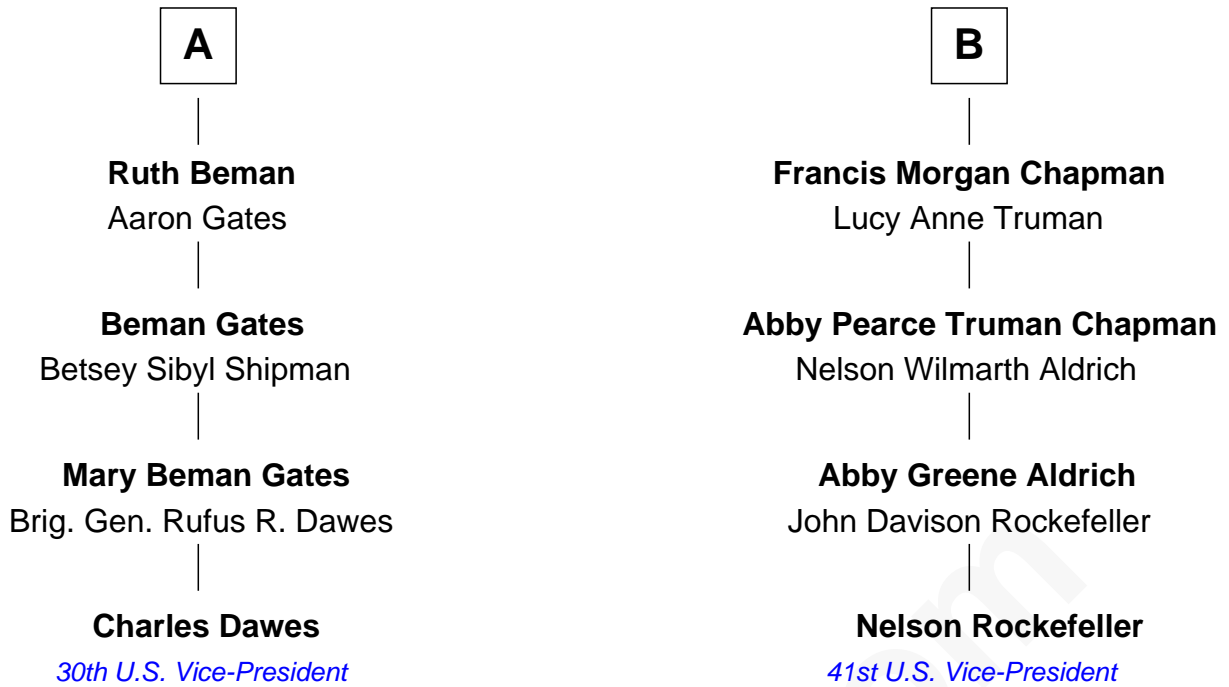 A
B
Ruth Beman
Aaron Gates
Francis Morgan Chapman
Lucy Anne Truman
Beman Gates
Betsey Sibyl Shipman
Abby Pearce Truman Chapman
Nelson Wilmarth Aldrich
Mary Beman Gates
Brig. Gen. Rufus R. Dawes
Abby Greene Aldrich
John Davison Rockefeller
Charles Dawes
30th U.S. Vice-President
Nelson Rockefeller
41st U.S. Vice-President